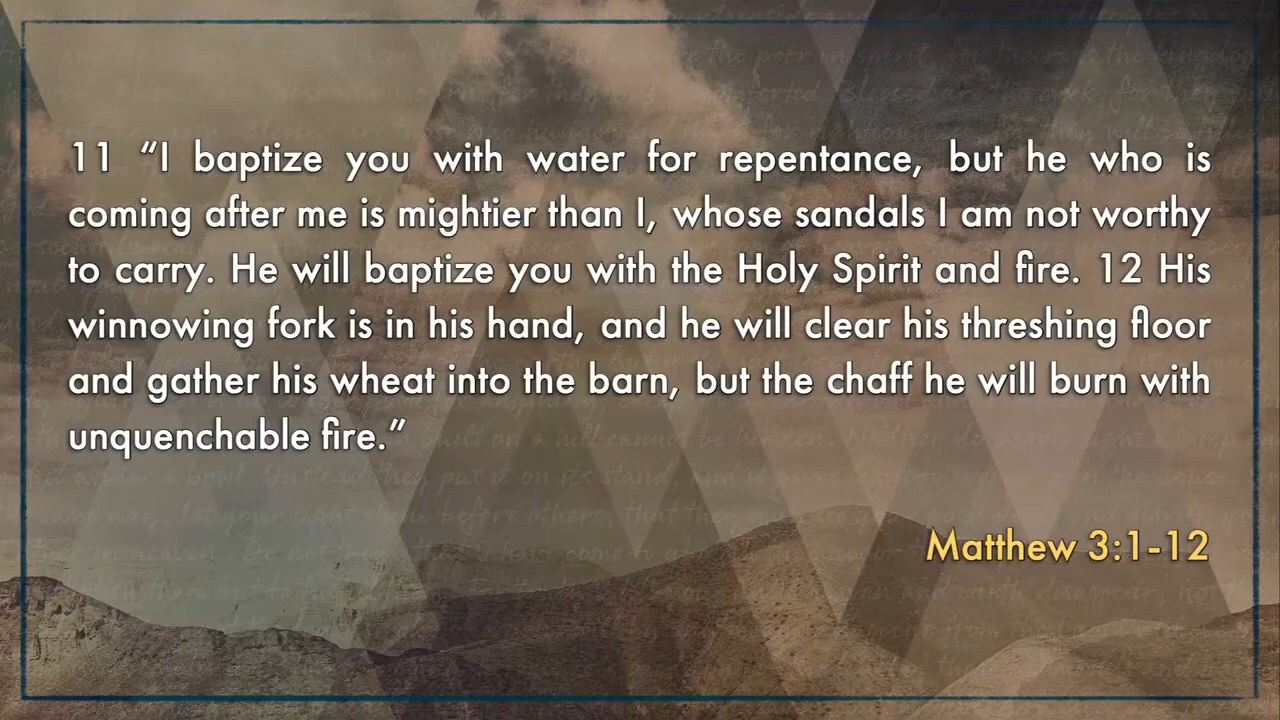 11 “I baptize you with water for repentance, but he who is
coming after me is mightier than I, whose sandals I am not worthy
to carry. He will baptize you with the Holy Spirit and fire. 12 His
winnowing fork is in his hand, and he will clear his threshing floor
and gather his wheat into the barn, but the chaff he will burn with
unquenchable fire.”
Matthew 3:1-12